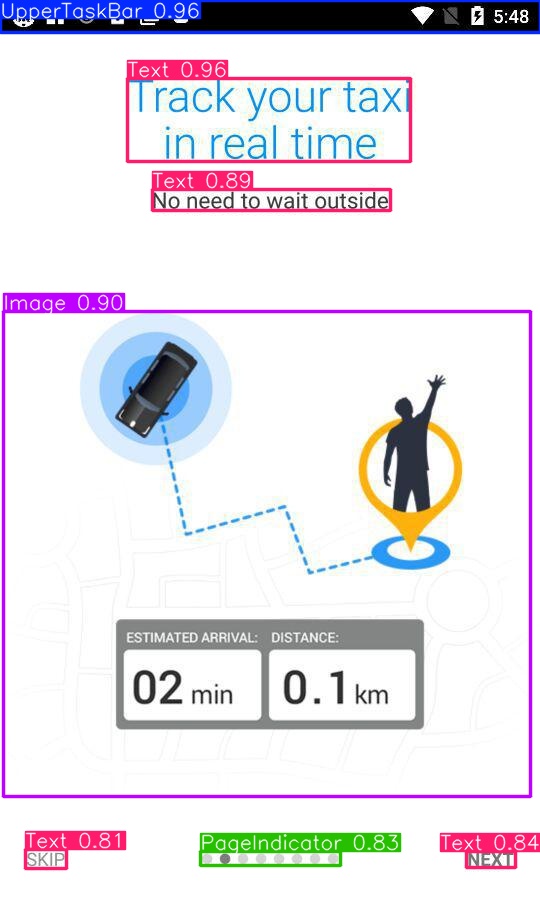 UpperTaskBar 0.96
5:48
Text 0.96
Track your taxi
in real time
Text 0.89
No need to wait outside
Image 0.90
ESTIMATED ARRIVAL: DISTANCE:
02 min 0.1 km
Text 0.81 PageIndicator 0.83 Text 0.84
SKIP NEXT